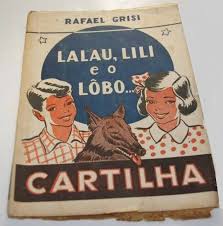 RAFAEL GRISI
LALAU, LILI
e o
LÔBO...
CARTILHA